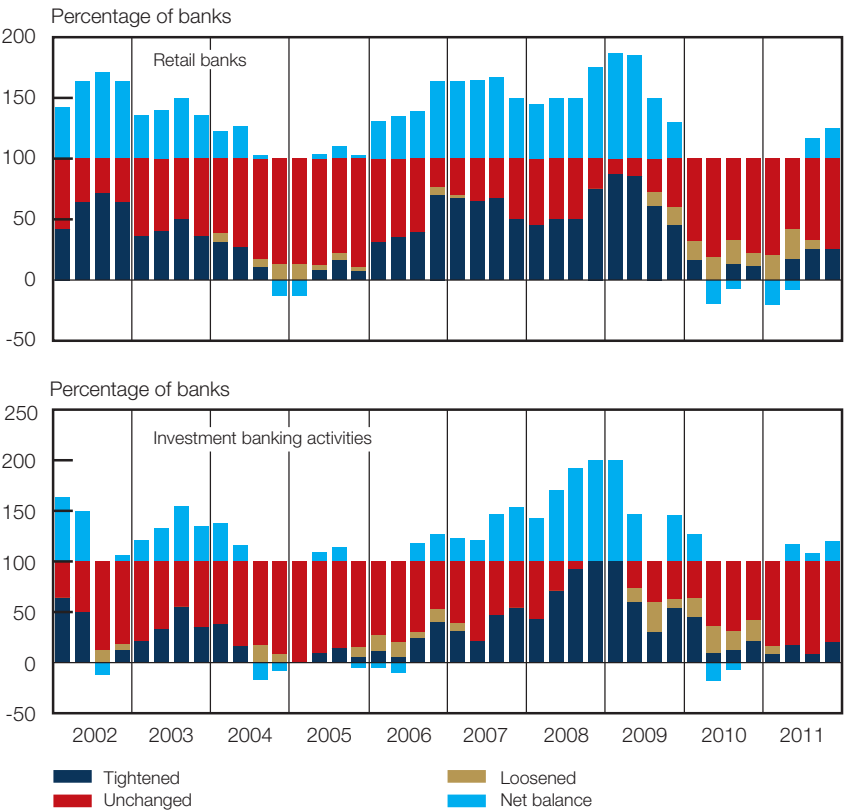 Percentage of banks
200
Retail banks
150
100
50
0
-50
Percentage of banks
250
Investment banking activities
200
150
100
50
0
-50
2002 2003 2004 2005 2006 2007 2008 2009 2010 2011
Tightened Loosened
Unchanged Net balance